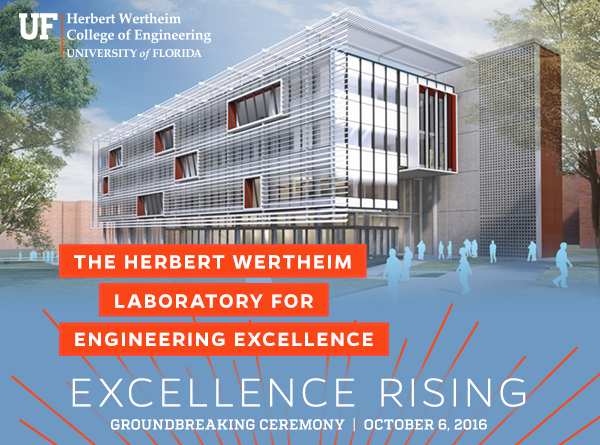 UF
Herbert Wertheim
College of Engineering
UNIVERSITY of FLORIDA
THE HERBERT WERTHEIM
LABORATORY FOR
ENGINEERING EXCELLENCE
EXCELLENCE RISING
GROUNDBREAKING CEREMONY | OCTOBER 6, 2016